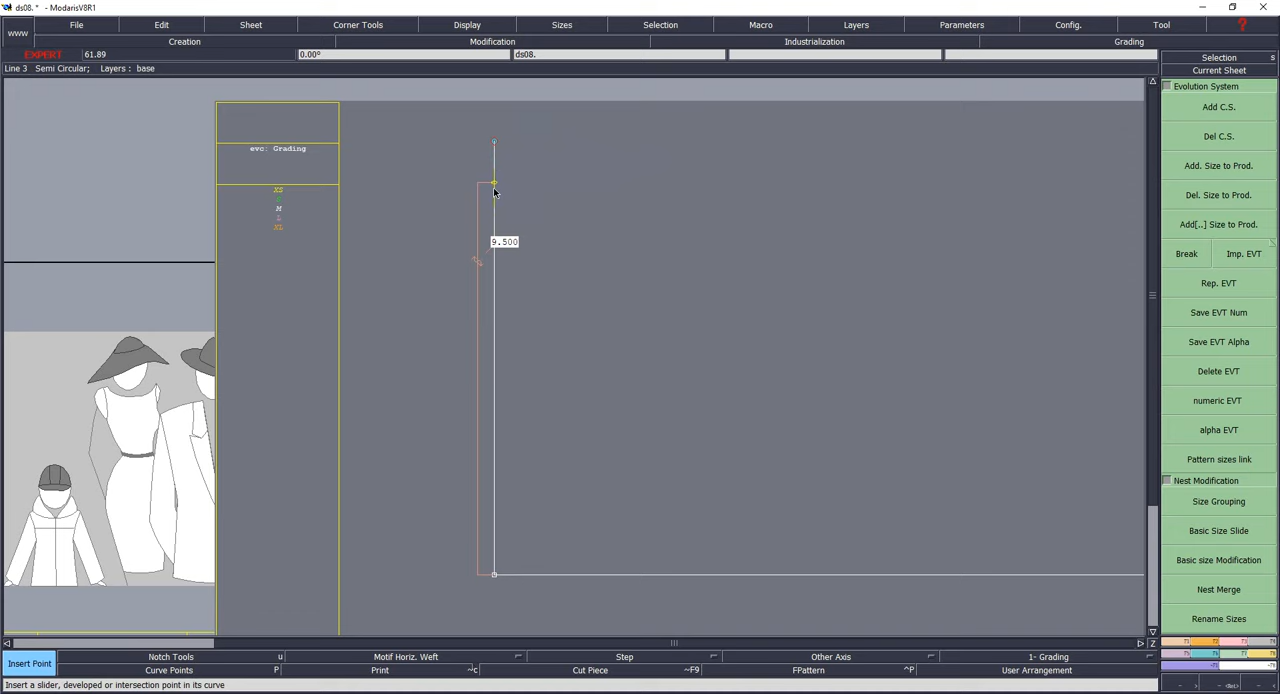 ds08. * - ModarisV8R1
WWW
File Edit Sheet Corner Tools Display Sizes Selection Macro Layers Parameters Config. Tool ?
Creation Modification Industrialization Grading
EXPERT 61.89 0.00° ds08.
Line 3 Semi Circular; Layers : base
Selection s
Current Sheet
Evolution System
Add C.S.
Del C.S.
Add. Size to Prod.
Del. Size to Prod.
Add[..] Size to Prod.
Break Imp. EVT
Rep. EVT
Save EVT Num
Save EVT Alpha
Delete EVT
numeric EVT
alpha EVT
Pattern sizes link
Nest Modification
Size Grouping
Basic Size Slide
Basic size Modification
Nest Merge
Rename Sizes
evc: Grading
XS
M
L
XL
9.500
Z
Insert Point
Notch Tools u Motif Horiz. Weft Step Other Axis 1- Grading
Curve Points P Print ~c Cut Piece ~F9 FPattern ^P User Arrangement
Insert a slider, developed or intersection point in its curve